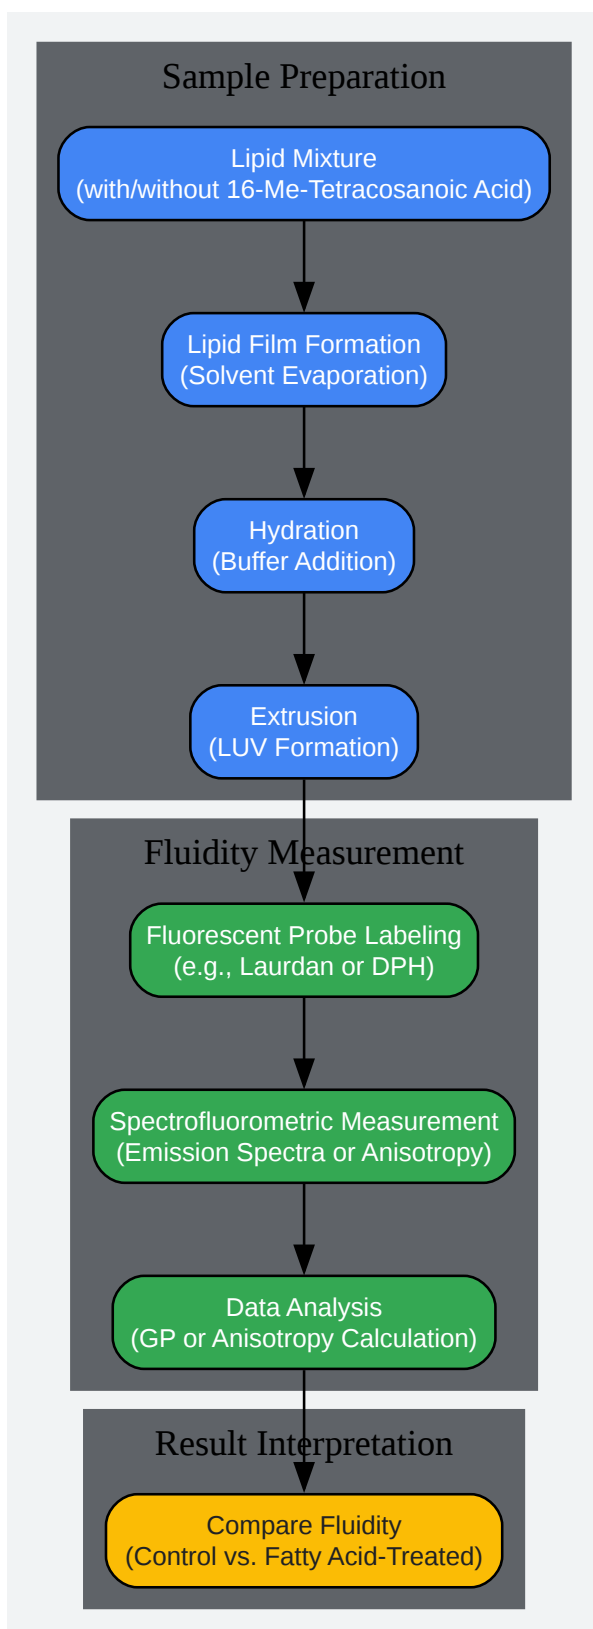 Sample Preparation
Lipid Mixture
(with/without 16-Me-Tetracosanoic Acid)
Lipid Film Formation
(Solvent Evaporation)
Hydration
(Buffer Addition)
Extrusion
(LUV Formation)
Fluidity Measurement
Fluorescent Probe Labeling
(e.g., Laurdan or DPH)
Spectrofluorometric Measurement
(Emission Spectra or Anisotropy)
Data Analysis
(GP or Anisotropy Calculation)
Result Interpretation
Compare Fluidity
(Control vs. Fatty Acid-Treated)